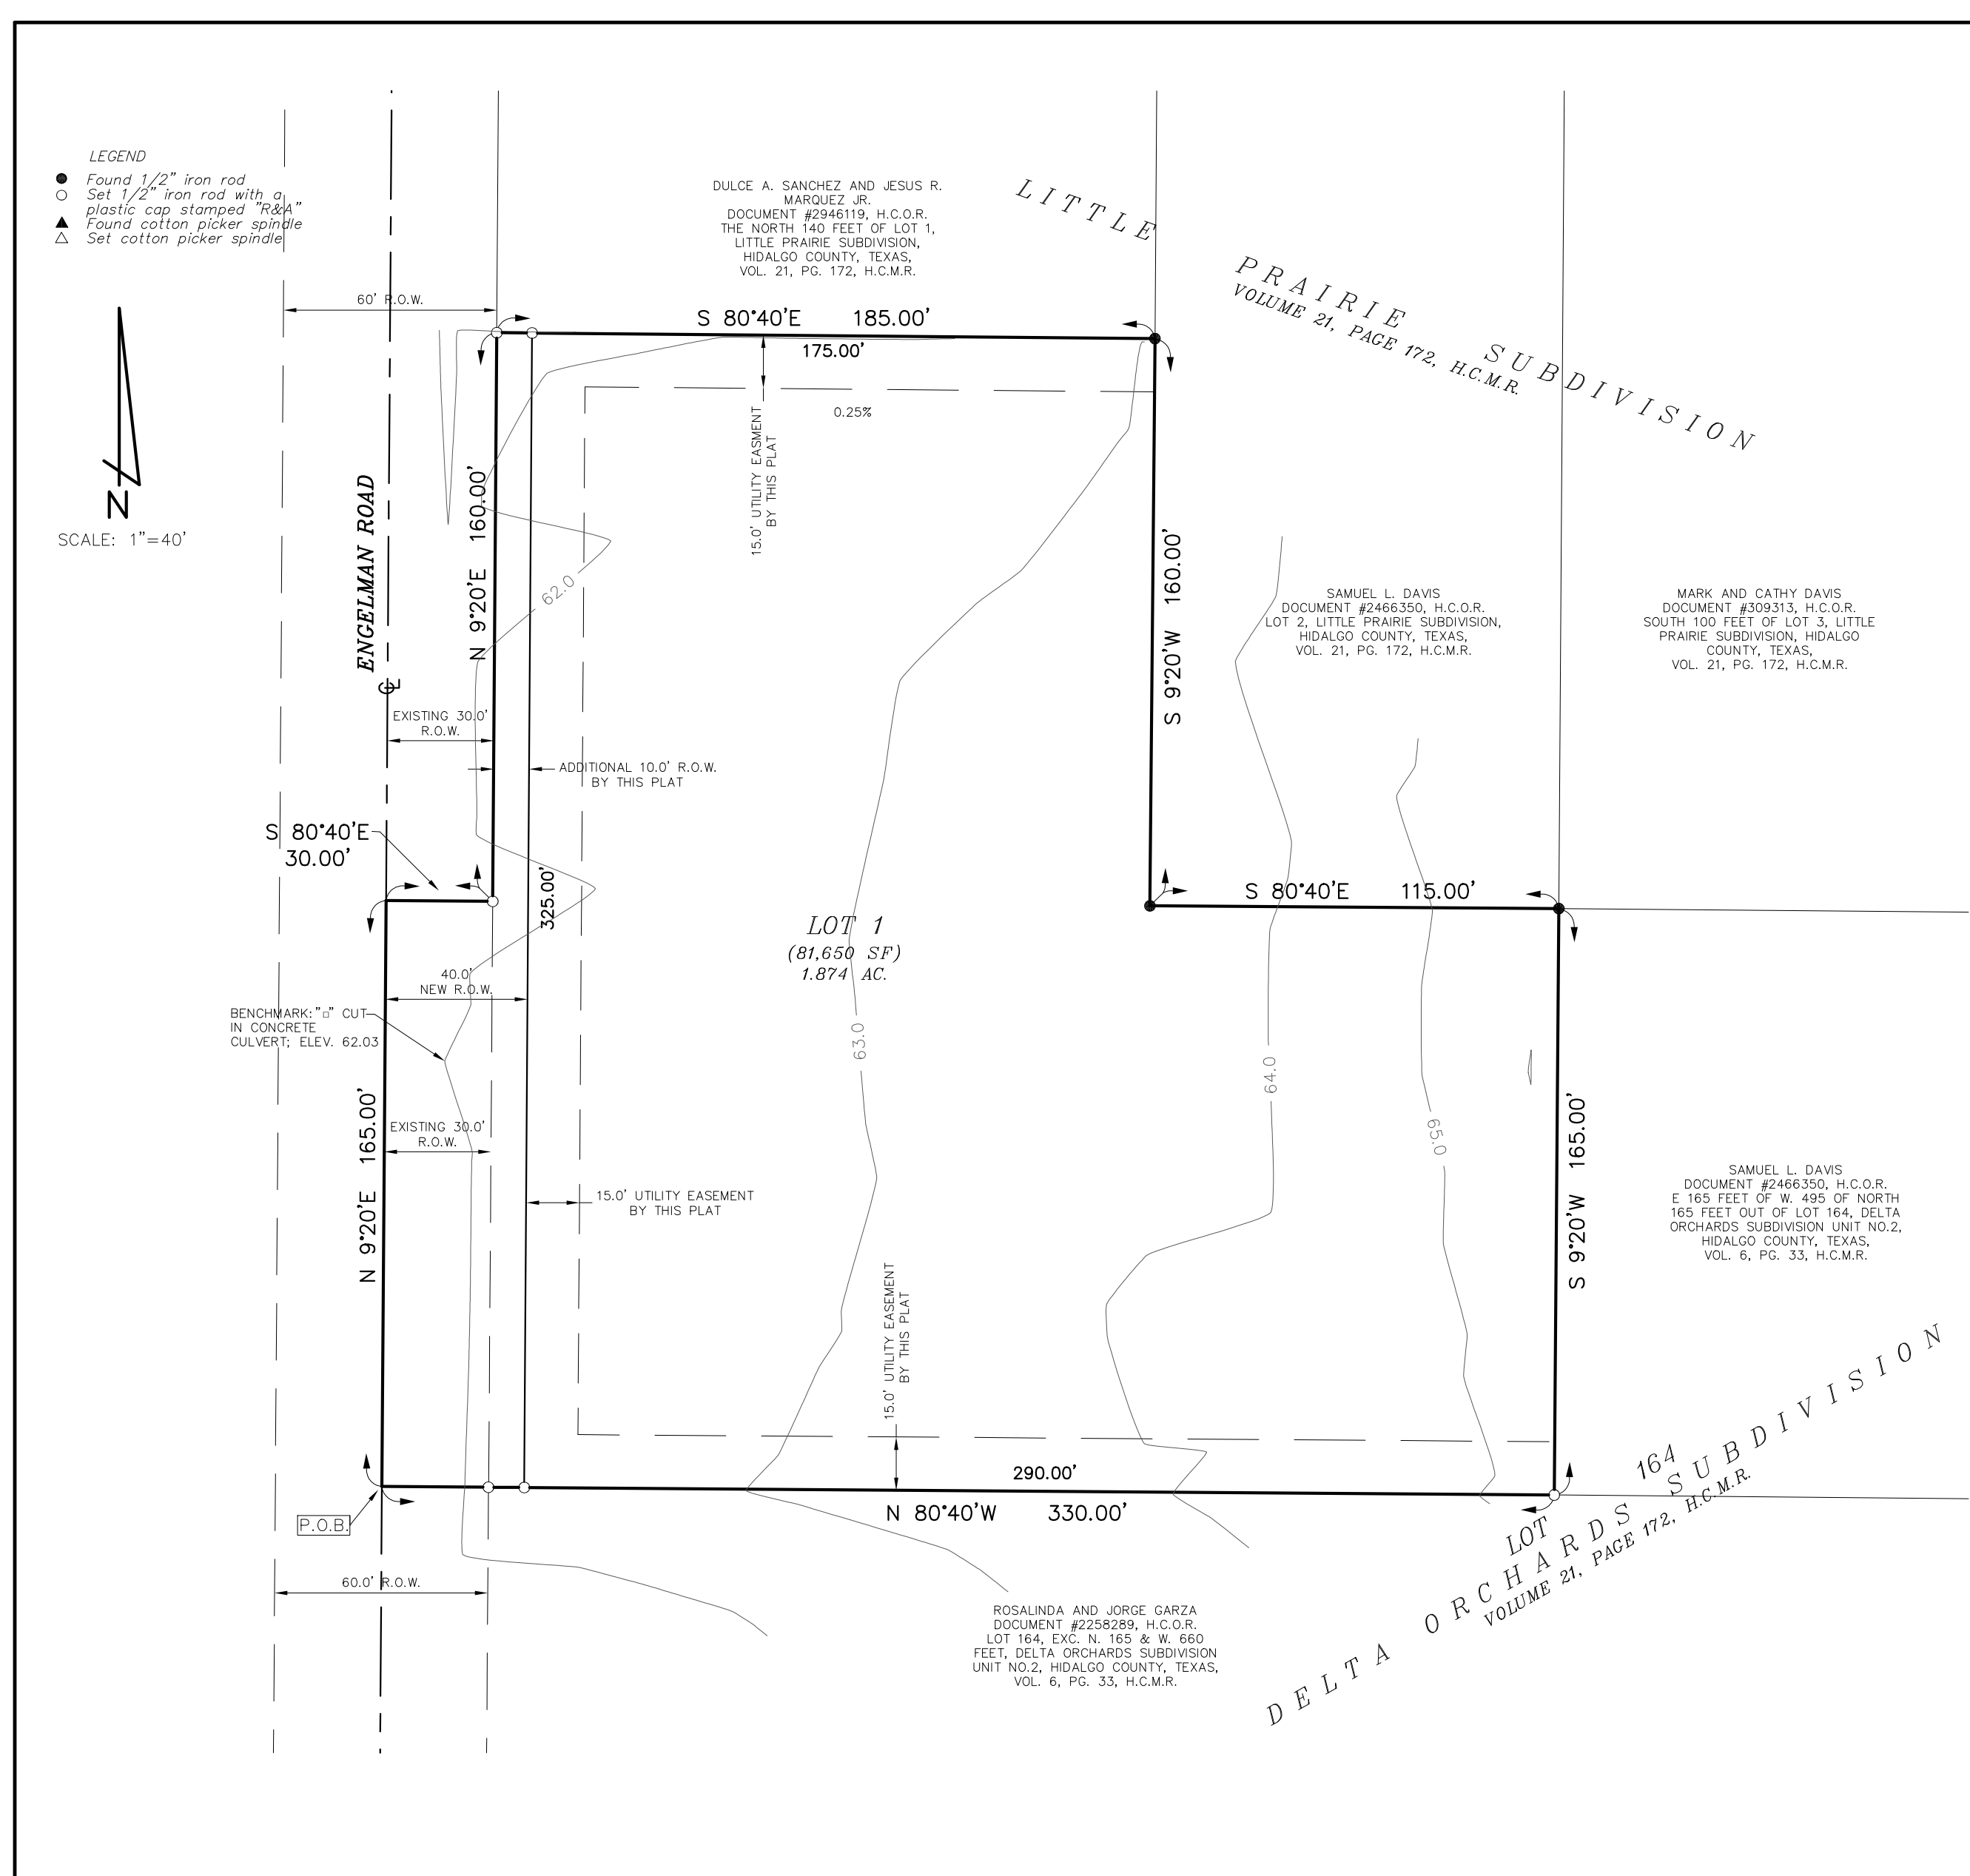 LEGEND
Found 1/2" iron rod
Set 1/2" iron rod with a
plastic cap stamped "R&A"
Found cotton picker spindle
Set cotton picker spindle
N
SCALE: 1"=40'
60' R.O.W.
DULCE A. SANCHEZ AND JESUS R.
MARQUEZ JR.
DOCUMENT #2946119, H.C.O.R.
THE NORTH 140 FEET OF LOT 1,
LITTLE PRAIRIE SUBDIVISION,
HIDALGO COUNTY, TEXAS,
VOL. 21, PG. 172, H.C.M.R.
LITTLE
PRAIRIE
SUBDIVISION
VOLUME 21, PAGE 172, H.C.M.R.
S 80°40'E 185.00'
175.00'
0.25%
15.0' UTILITY EASMENT
BY THIS PLAT
ENGELMAN ROAD
N 9°20'E 160.00'
62.0
S 9°20'W 160.00'
SAMUEL L. DAVIS
DOCUMENT #2466350, H.C.O.R.
LOT 2, LITTLE PRAIRIE SUBDIVISION,
HIDALGO COUNTY, TEXAS,
VOL. 21, PG. 172, H.C.M.R.
MARK AND CATHY DAVIS
DOCUMENT #309313, H.C.O.R.
SOUTH 100 FEET OF LOT 3, LITTLE
PRAIRIE SUBDIVISION, HIDALGO
COUNTY, TEXAS,
VOL. 21, PG. 172, H.C.M.R.
℄
EXISTING 30.0'
R.O.W.
ADDITIONAL 10.0' R.O.W.
BY THIS PLAT
S 80°40'E
30.00'
325.00'
S 80°40'E 115.00'
LOT 1
(81,650 SF)
1.874 AC.
40.0'
NEW R.O.W.
BENCHMARK:"□" CUT
IN CONCRETE
CULVERT; ELEV. 62.03
63.0
64.0
65.0
N 9°20'E 165.00'
EXISTING 30.0'
R.O.W.
15.0' UTILITY EASEMENT
BY THIS PLAT
S 9°20'W 165.00'
SAMUEL L. DAVIS
DOCUMENT #2466350, H.C.O.R.
E 165 FEET OF W. 495 OF NORTH
165 FEET OUT OF LOT 164, DELTA
ORCHARDS SUBDIVISION UNIT NO.2,
HIDALGO COUNTY, TEXAS,
VOL. 6, PG. 33, H.C.M.R.
15.0' UTILITY EASEMENT
BY THIS PLAT
290.00'
N 80°40'W 330.00'
P.O.B.
60.0' R.O.W.
LOT 164
DELTA ORCHARDS SUBDIVISION
VOLUME 21, PAGE 172, H.C.M.R.
ROSALINDA AND JORGE GARZA
DOCUMENT #2258289, H.C.O.R.
LOT 164, EXC. N. 165 & W. 660
FEET, DELTA ORCHARDS SUBDIVISION
UNIT NO.2, HIDALGO COUNTY, TEXAS,
VOL. 6, PG. 33, H.C.M.R.